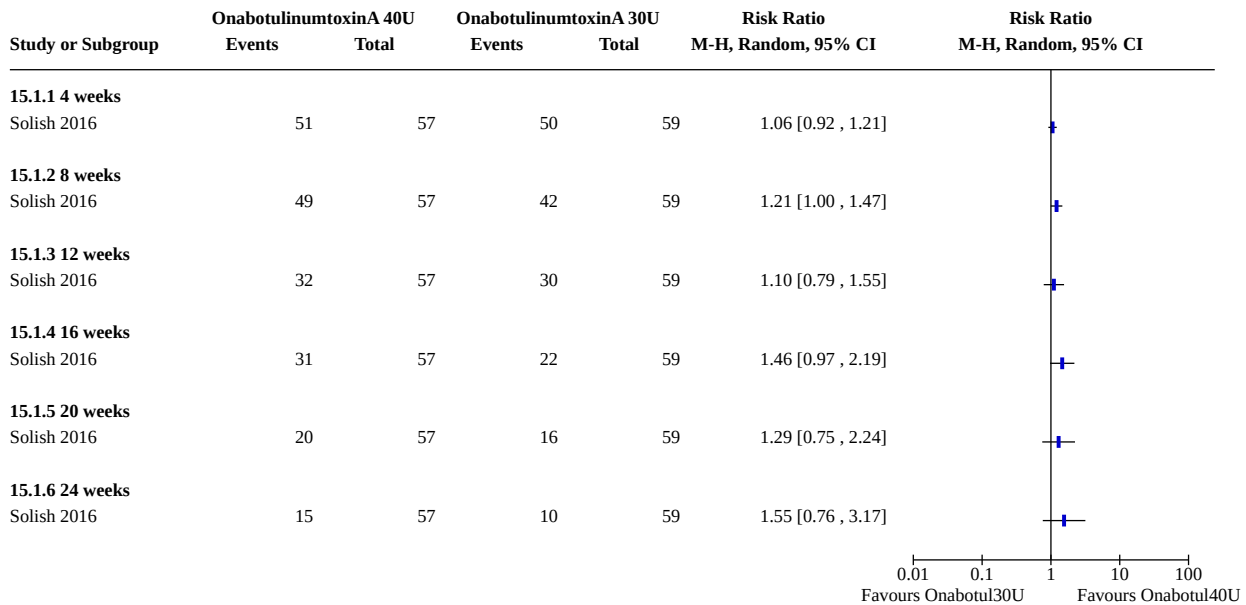 OnabotulinumtoxinA 40U OnabotulinumtoxinA 30U Risk Ratio Risk Ratio
Study or Subgroup Events Total Events Total M-H, Random, 95% CI M-H, Random, 95% CI
15.1.1 4 weeks
Solish 2016 51 57 50 59 1.06 [0.92 , 1.21]
15.1.2 8 weeks
Solish 2016 49 57 42 59 1.21 [1.00 , 1.47]
15.1.3 12 weeks
Solish 2016 32 57 30 59 1.10 [0.79 , 1.55]
15.1.4 16 weeks
Solish 2016 31 57 22 59 1.46 [0.97 , 2.19]
15.1.5 20 weeks
Solish 2016 20 57 16 59 1.29 [0.75 , 2.24]
15.1.6 24 weeks
Solish 2016 15 57 10 59 1.55 [0.76 , 3.17]
0.01 0.1 1 10 100
Favours Onabotul30U Favours Onabotul40U